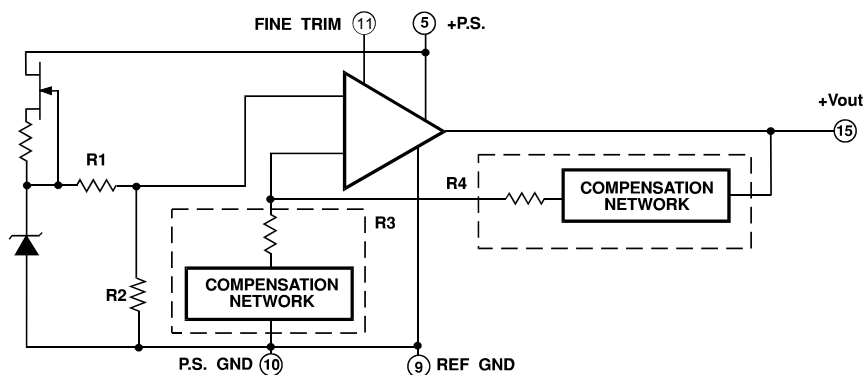 FINE TRIM 11
5 +P.S.
+Vout
15
R1
R4
COMPENSATION
NETWORK
R3
R2
COMPENSATION
NETWORK
P.S. GND 10
9 REF GND